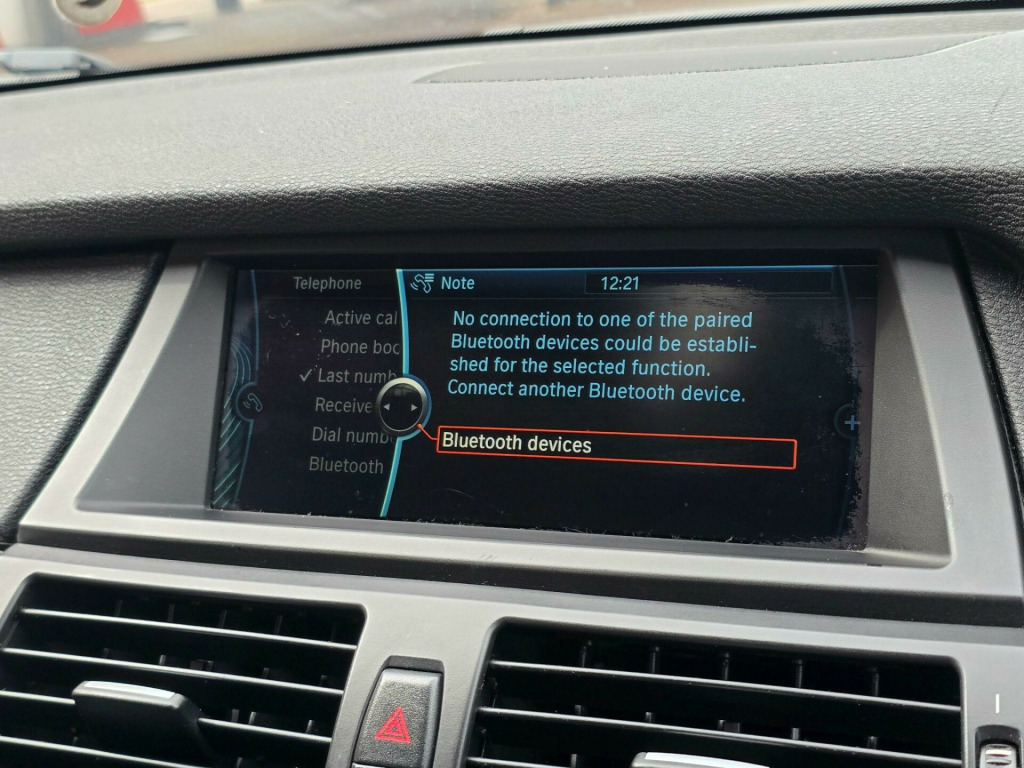 Telephone
Note
12:21
Active cal
Phone boo
✓ Last numb
Receive
Dial numb
Bluetooth
No connection to one of the paired
Bluetooth devices could be establi-
shed for the selected function.
Connect another Bluetooth device.
Bluetooth devices